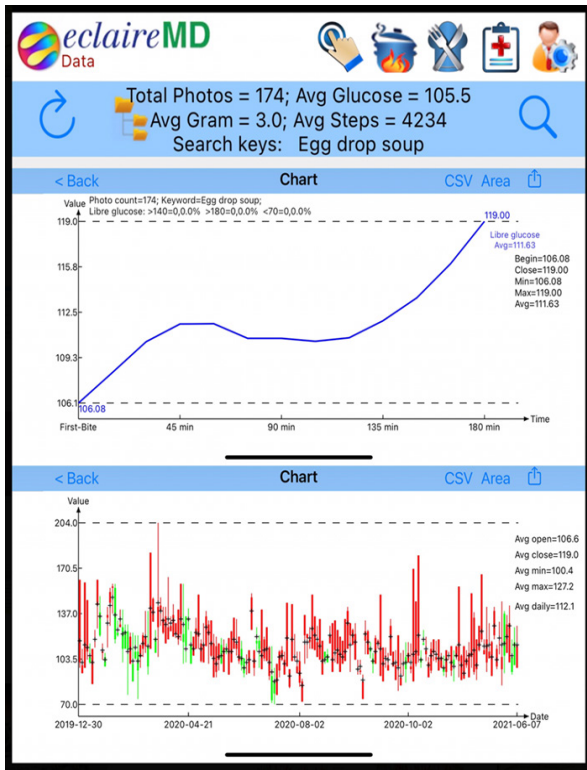 eclaireMD
Data
Total Photos = 174; Avg Glucose = 105.5
Avg Gram = 3.0; Avg Steps = 4234
Search keys: Egg drop soup
< Back
Chart
CSV Area
Value
Photo count=174; Keyword=Egg drop soup;
Libre glucose: >140=0,0.0% >180=0,0.0% <70=0,0.0%
119.0
119.00
Libre glucose
Avg=111.63
Begin=106.08
Close=119.00
Min=106.08
Max=119.00
Avg=111.63
115.8
112.5
109.3
106.1
106.08
First-Bite
45 min
90 min
135 min
180 min
Time
< Back
Chart
CSV Area
Value
204.0
Avg open=106.6
Avg close=119.0
Avg min=100.4
Avg max=127.2
Avg daily=112.1
170.5
137.0
103.5
70.0
2019-12-30
2020-04-21
2020-08-02
2020-10-02
2021-06-07
Date